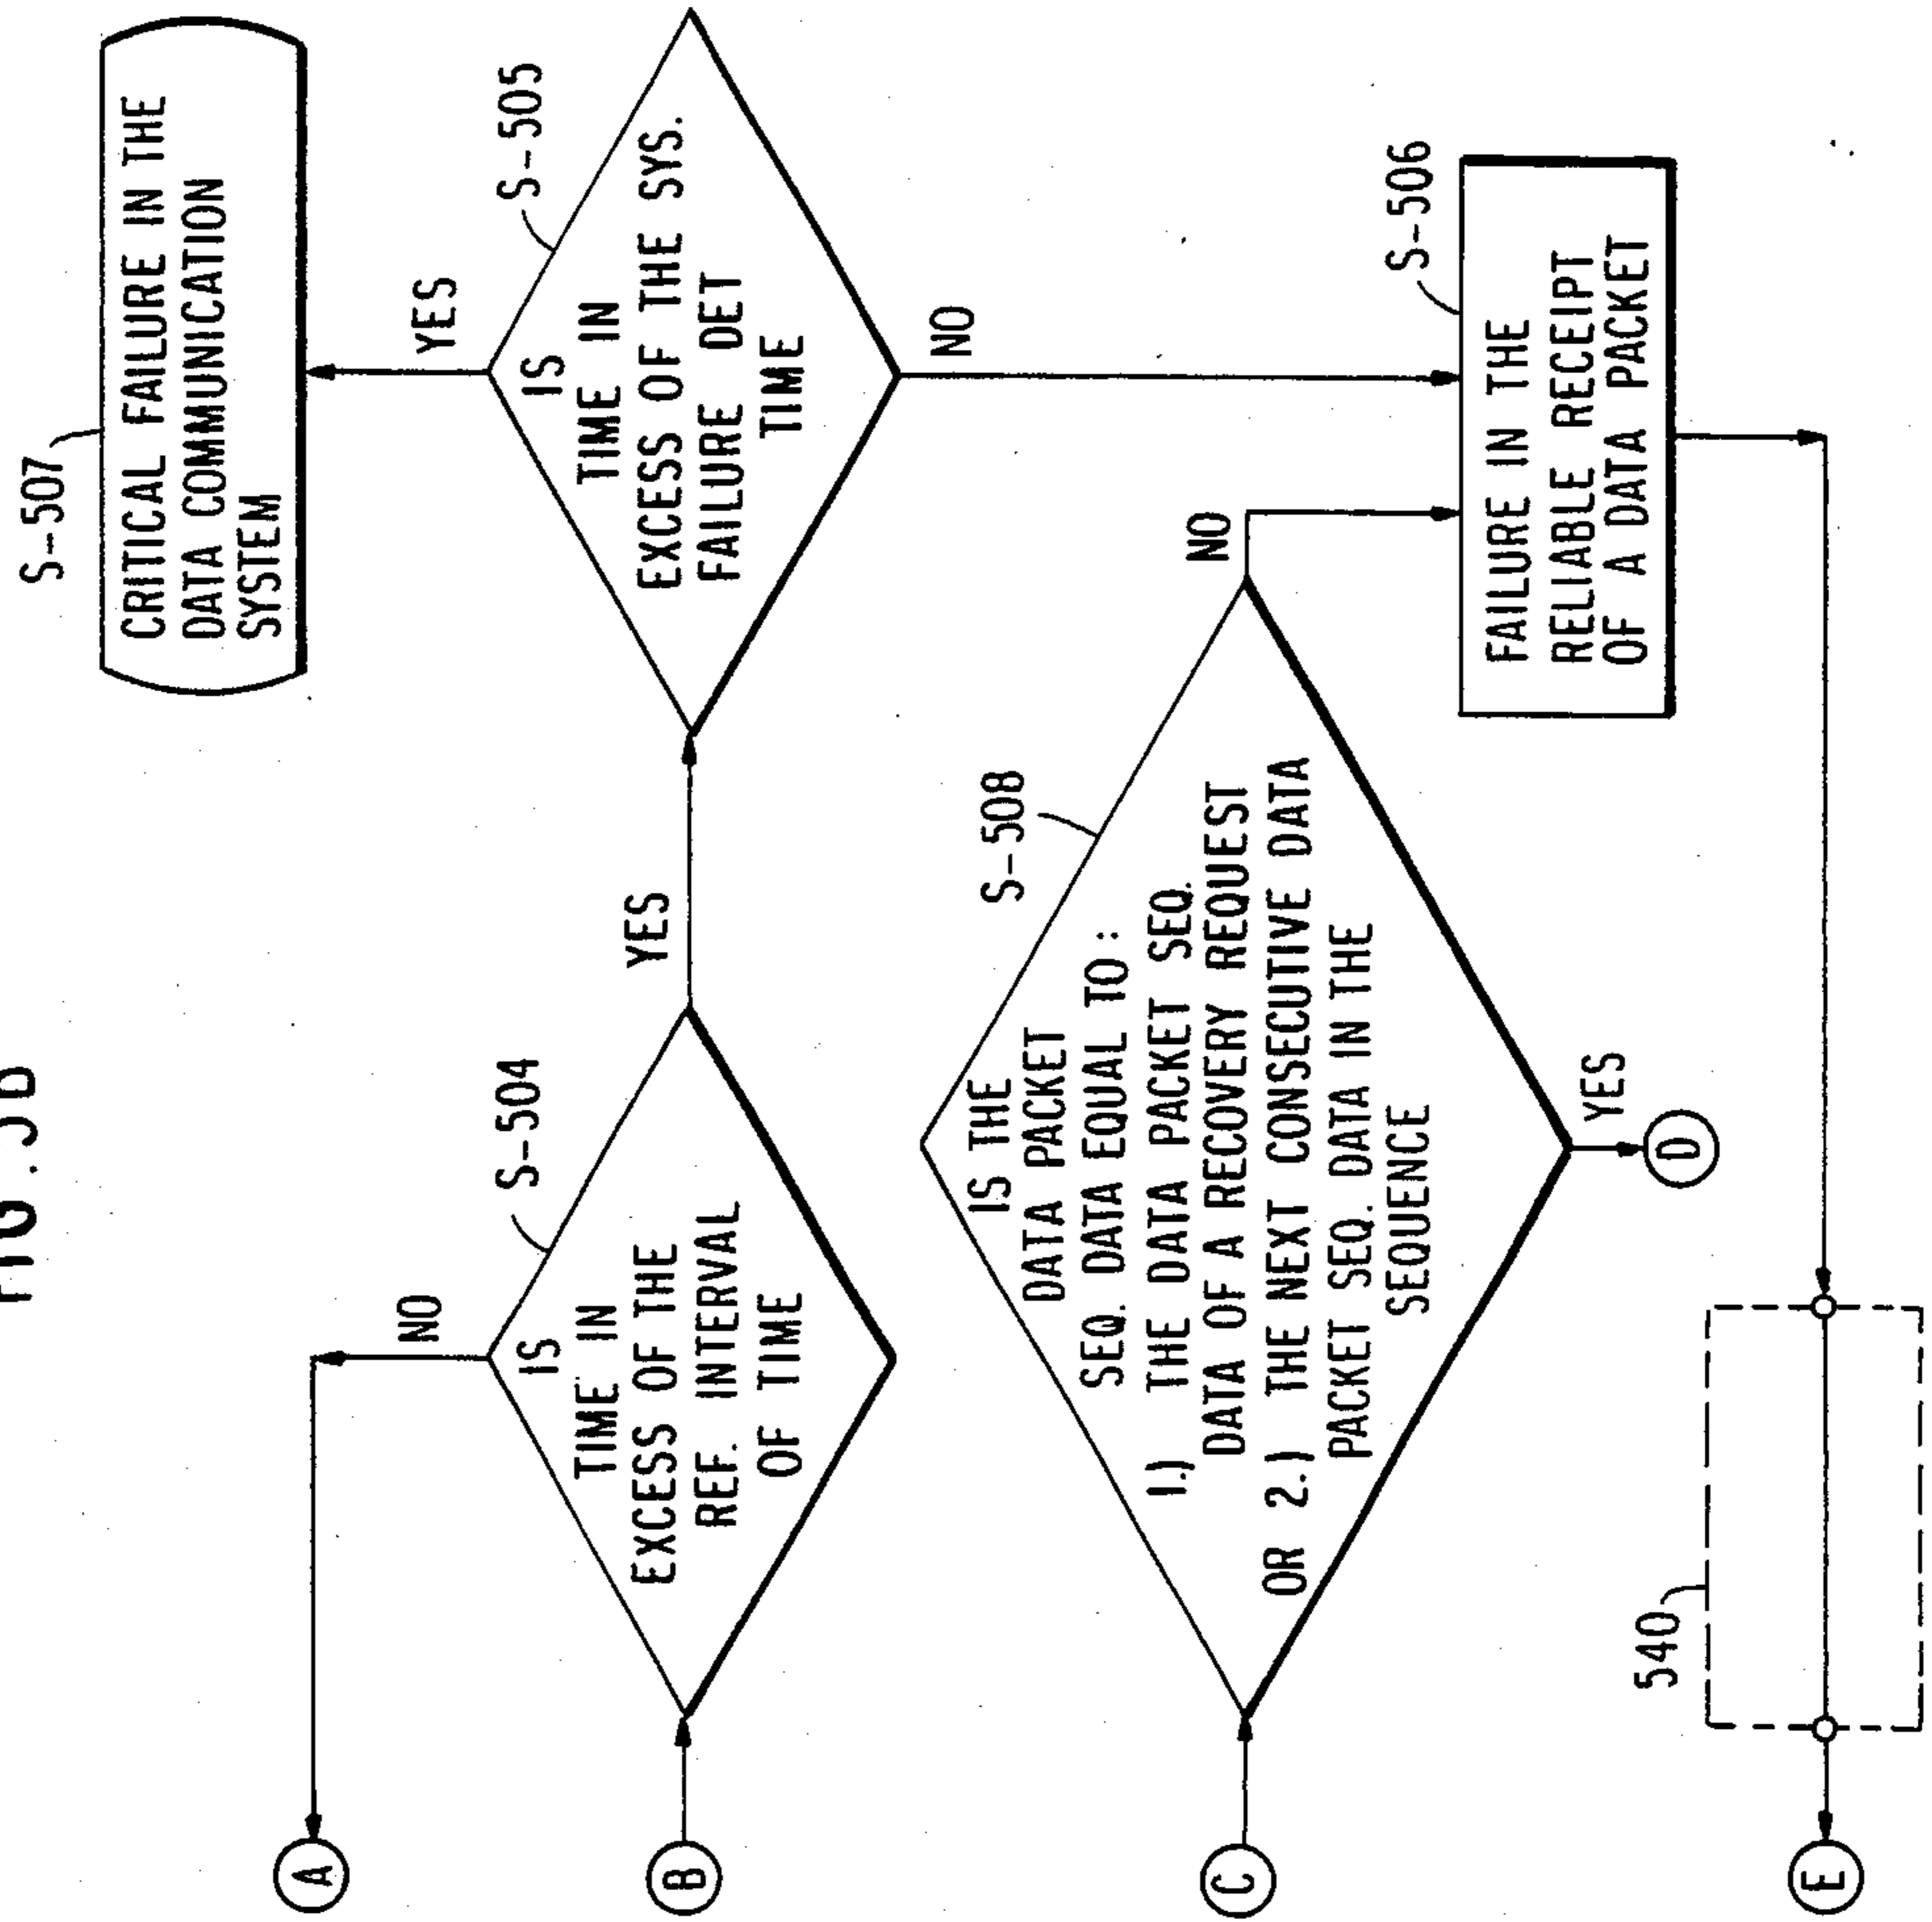 S-507
CRITICAL FAILURE IN THE
DATA COMMUNICATION
SYSTEM
A
NO
YES
S-504
IS
TIME IN
EXCESS OF THE
REF. INTERVAL
OF TIME
B
YES
S-505
IS
TIME IN
EXCESS OF THE SYS.
FAILURE DET
TIME
NO
S-508
IS THE
DATA PACKET
SEQ. DATA EQUAL TO:
1.) THE DATA PACKET SEQ.
DATA OF A RECOVERY REQUEST
OR 2.) THE NEXT CONSECUTIVE DATA
PACKET SEQ. DATA IN THE
SEQUENCE
C
NO
S-506
FAILURE IN THE
RELIABLE RECEIPT
OF A DATA PACKET
YES
D
540
E